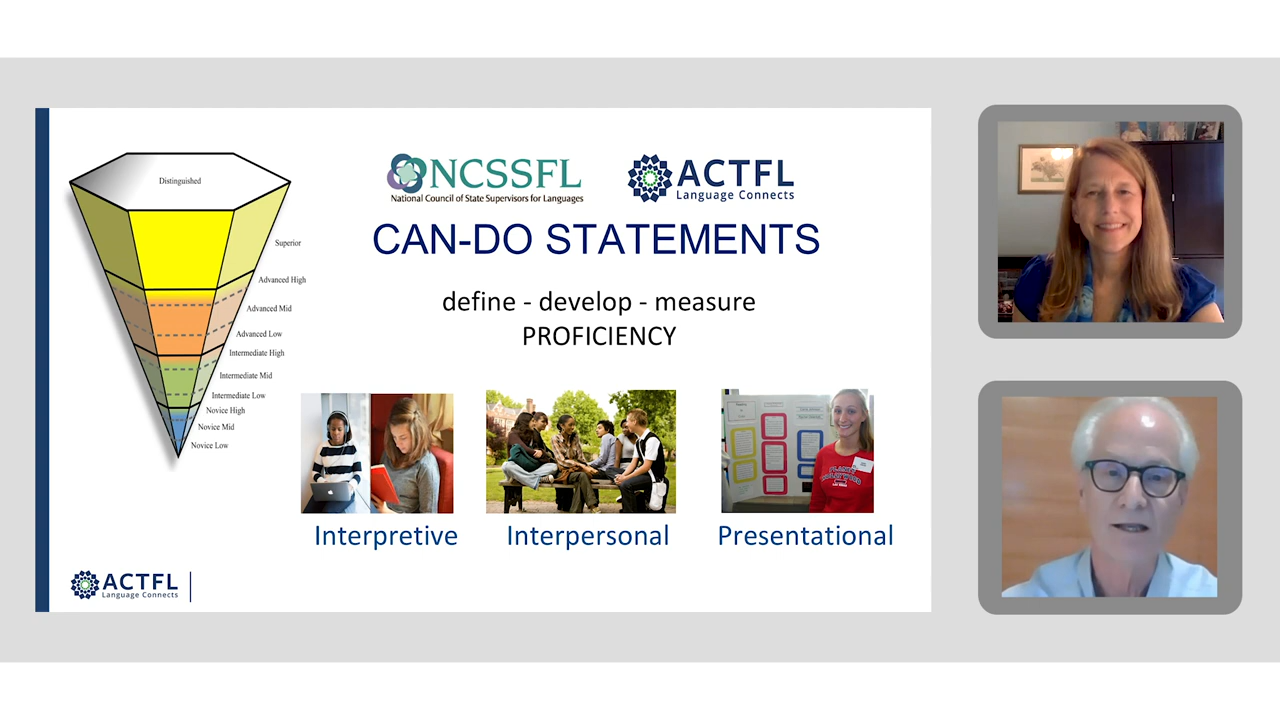 Distinguished
Superior
Advanced High
Advanced Mid
Advanced Low
Intermediate High
Intermediate Mid
Intermediate Low
Novice High
Novice Mid
Novice Low
NCSSFL
National Council of State Supervisors for Languages
ACTFL
Language Connects
CAN-DO STATEMENTS
define - develop - measure
PROFICIENCY
Interpretive
Interpersonal
Presentational
ACTFL
Language Connects